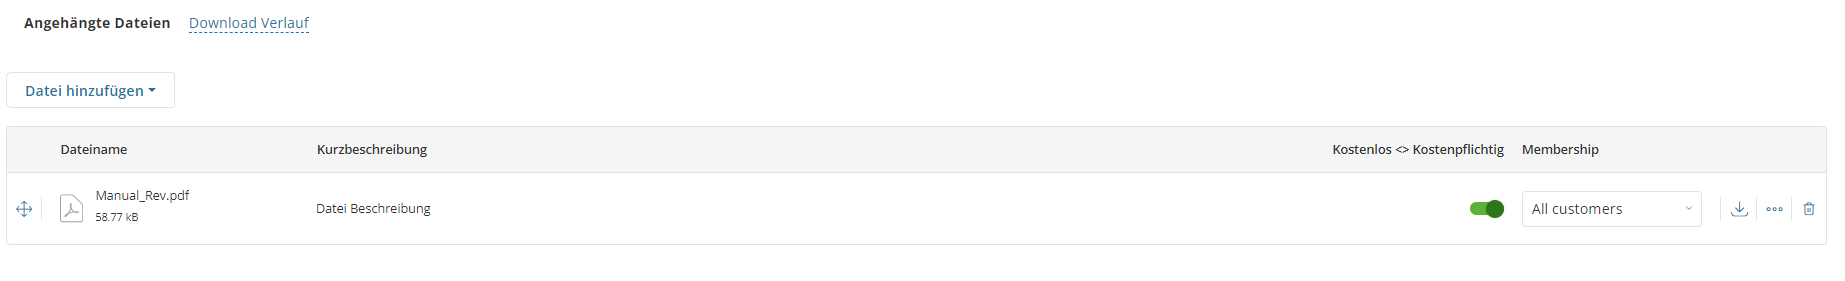 Angehängte Dateien Download Verlauf
Datei hinzufügen
Dateiname Kurzbeschreibung Kostenlos <> Kostenpflichtig Membership
Manual_Rev.pdf
58.77 kB
Datei Beschreibung
All customers